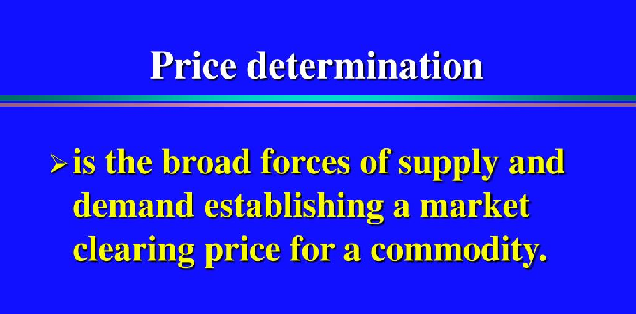 Price determination
is the broad forces of supply and
demand establishing a market
clearing price for a commodity.